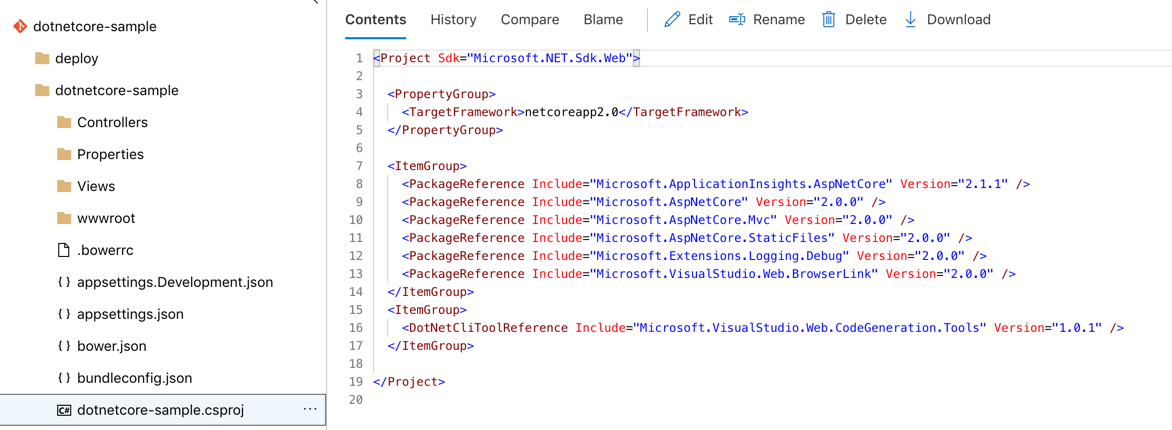 dotnetcore-sample
deploy
dotnetcore-sample
Controllers
Properties
Views
wwwroot
.bowerrc
{ } appsettings.Development.json
{ } appsettings.json
{ } bower.json
{ } bundleconfig.json
C# dotnetcore-sample.csproj ...
Contents History Compare Blame Edit Rename Delete Download
1 <Project Sdk="Microsoft.NET.Sdk.Web">
2
3 <PropertyGroup>
4 <TargetFramework>netcoreapp2.0</TargetFramework>
5 </PropertyGroup>
6
7 <ItemGroup>
8 <PackageReference Include="Microsoft.ApplicationInsights.AspNetCore" Version="2.1.1" />
9 <PackageReference Include="Microsoft.AspNetCore" Version="2.0.0" />
10 <PackageReference Include="Microsoft.AspNetCore.Mvc" Version="2.0.0" />
11 <PackageReference Include="Microsoft.AspNetCore.StaticFiles" Version="2.0.0" />
12 <PackageReference Include="Microsoft.Extensions.Logging.Debug" Version="2.0.0" />
13 <PackageReference Include="Microsoft.VisualStudio.Web.BrowserLink" Version="2.0.0" />
14 </ItemGroup>
15 <ItemGroup>
16 <DotNetCliToolReference Include="Microsoft.VisualStudio.Web.CodeGeneration.Tools" Version="1.0.1" />
17 </ItemGroup>
18
19 </Project>
20